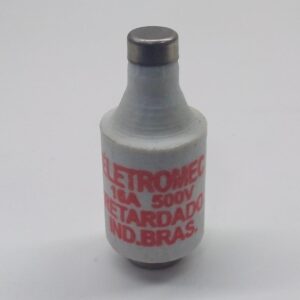 ELETROMEC
16A 500V
RETARDADO
IND.BRAS.